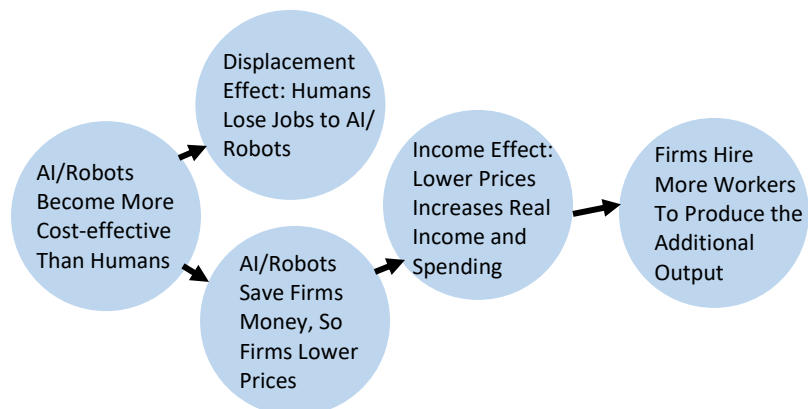 Displacement
Effect: Humans
Lose Jobs to AI/
Robots
AI/Robots
Become More
Cost-effective
Than Humans
AI/Robots
Save Firms
Money, So
Firms Lower
Prices
Income Effect:
Lower Prices
Increases Real
Income and
Spending
Firms Hire
More Workers
To Produce the
Additional
Output